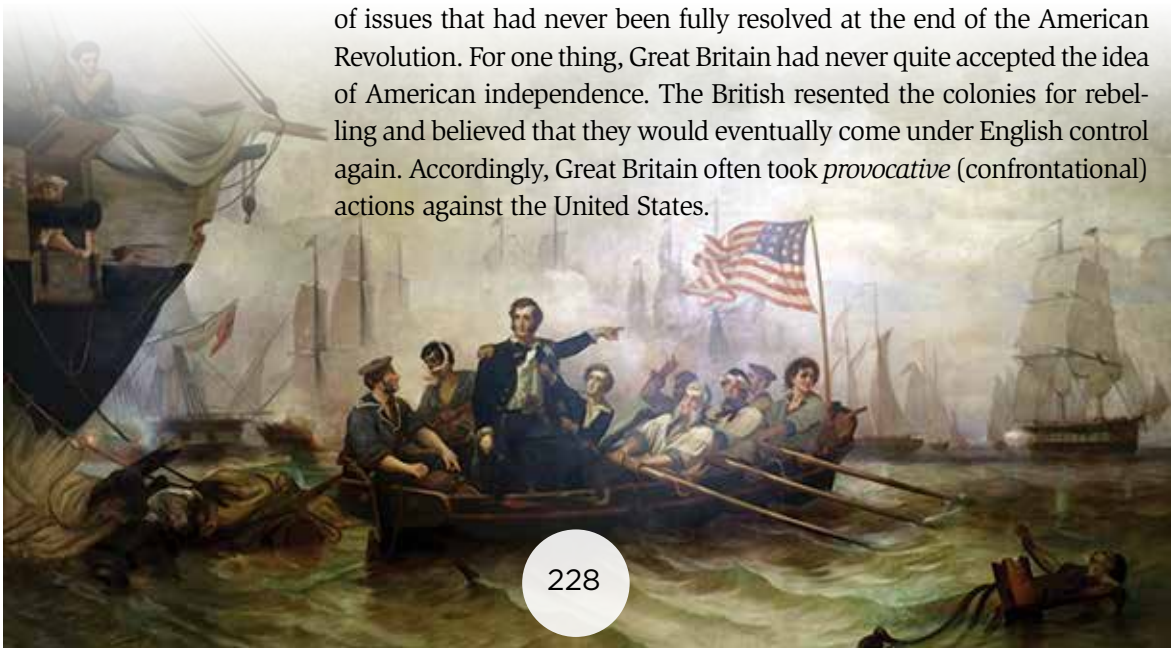 of issues that had never been fully resolved at the end of the American
Revolution. For one thing, Great Britain had never quite accepted the idea
of American independence. The British resented the colonies for rebel-
ling and believed that they would eventually come under English control
again. Accordingly, Great Britain often took provocative (confrontational)
actions against the United States.
228